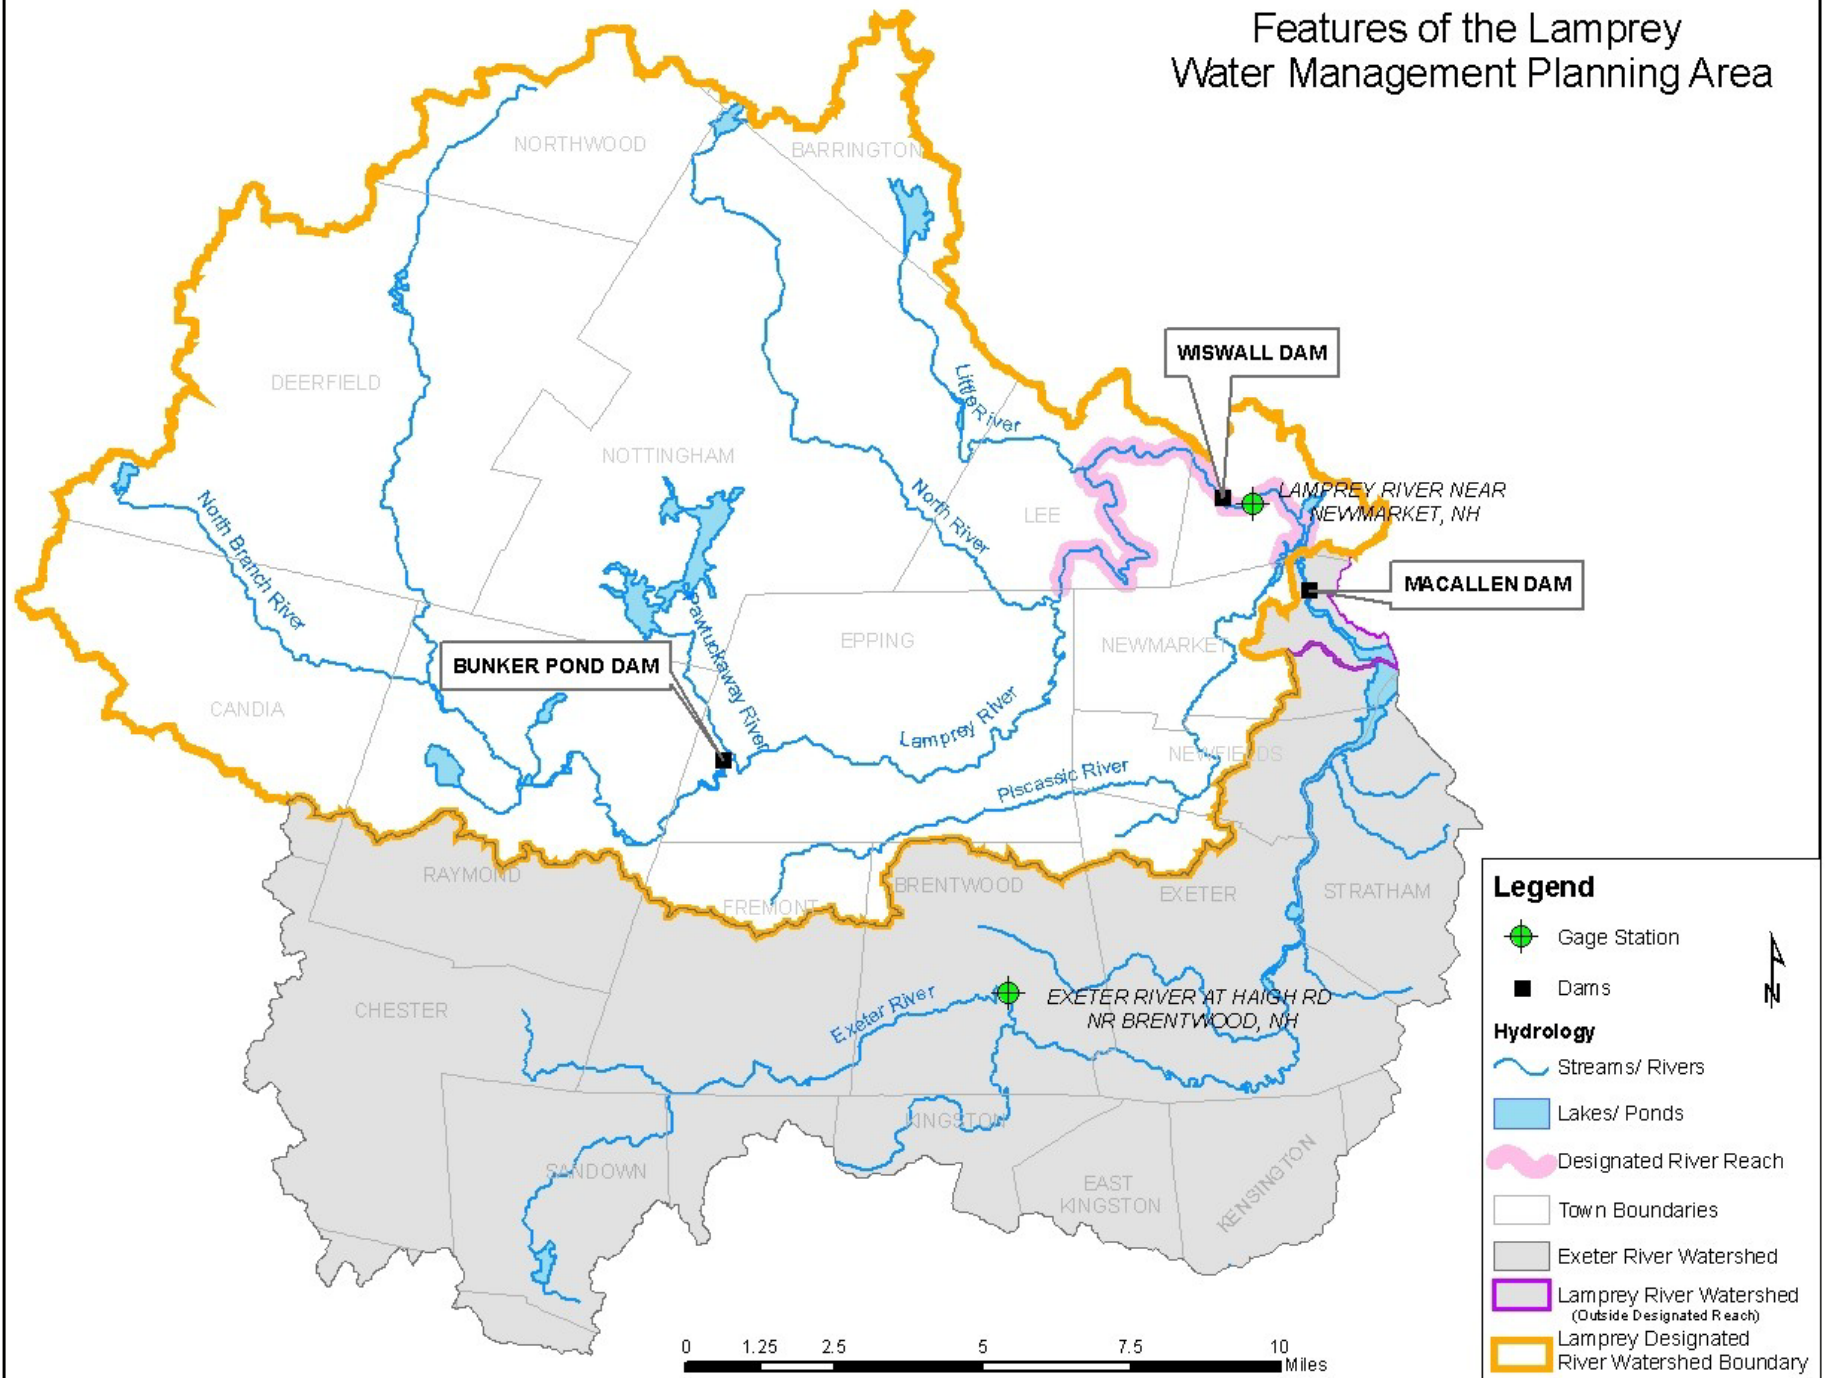 Features of the Lamprey
Water Management Planning Area
NORTHWOOD
BARRINGTON
WISWALL DAM
DEERFIELD
Little River
NOTTINGHAM
North Branch River
North River
LEE
LAMPREY RIVER NEAR
NEWMARKET, NH
MACALLEN DAM
Pawtuckaway River
EPPING
NEWMARKET
BUNKER POND DAM
CANDIA
Lamprey River
NEWFIELDS
Piscassic River
RAYMOND
FREMONT
BRENTWOOD
EXETER
STRATHAM
CHESTER
Exeter River
EXETER RIVER AT HAIGH RD
NR BRENTWOOD, NH
KINGSTON
SANDOWN
EAST
KINGSTON
KENSINGTON
Legend
Gage Station
Dams
N
Hydrology
Streams/ Rivers
Lakes/ Ponds
Designated River Reach
Town Boundaries
Exeter River Watershed
Lamprey River Watershed
(Outside Designated Reach)
Lamprey Designated
River Watershed Boundary
0 1.25 2.5 5 7.5 10
Miles